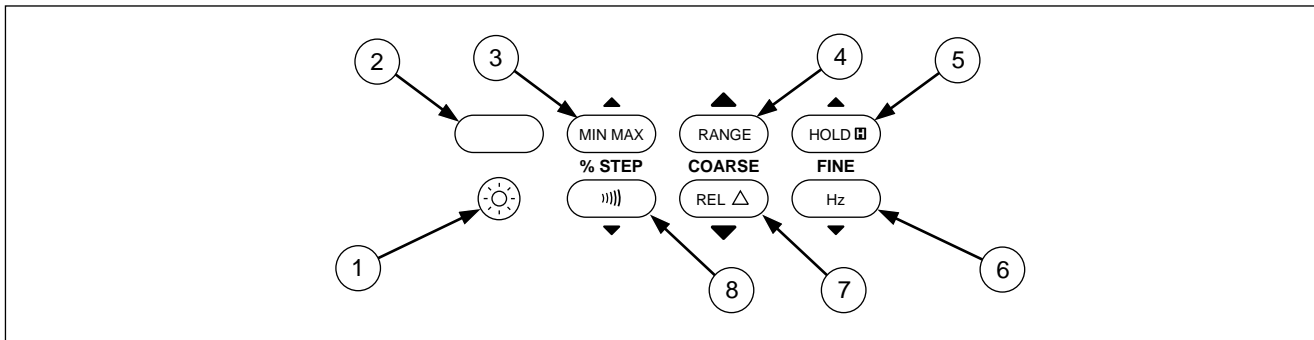 2 3 4 5
MIN MAX RANGE HOLD H
% STEP COARSE FINE
REL △ Hz
1 8 7 6